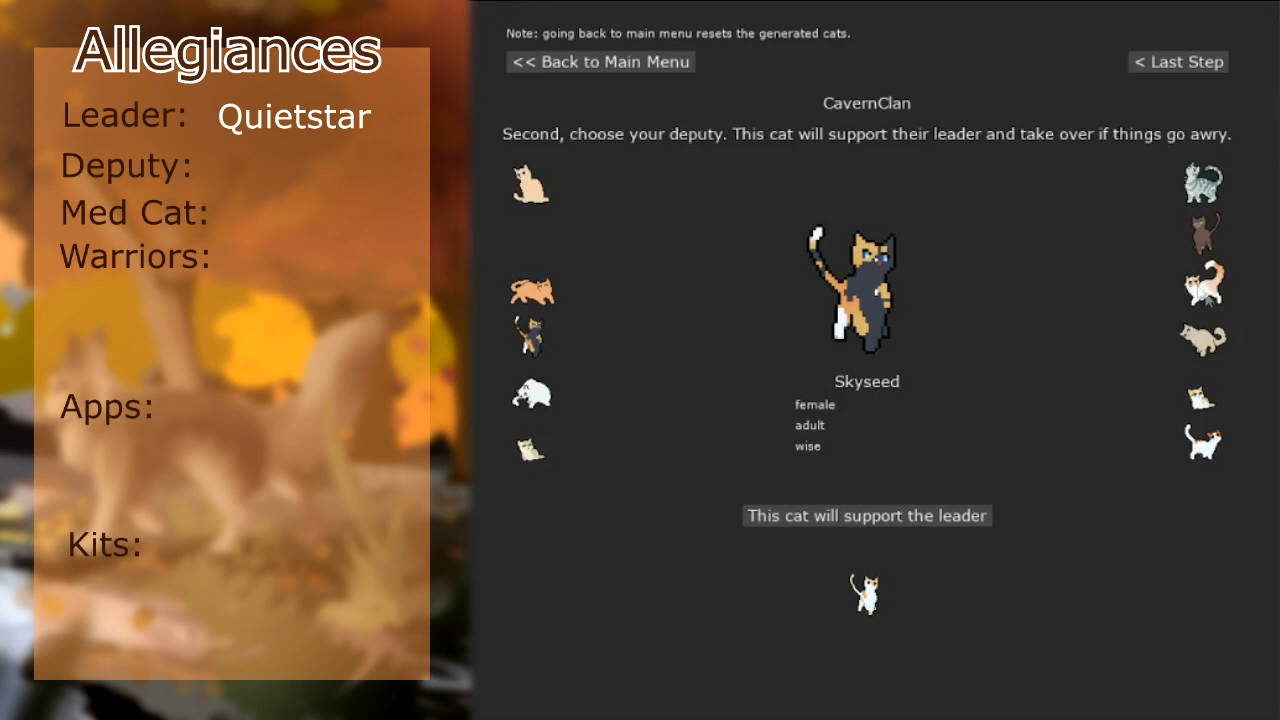 Allegiances
Leader: Quietstar
Deputy:
Med Cat:
Warriors:
Apps:
Kits:
Note: going back to main menu resets the generated cats.
<< Back to Main Menu
< Last Step
CavernClan
Second, choose your deputy. This cat will support their leader and take over if things go awry.
Skyseed
female
adult
wise
This cat will support the leader